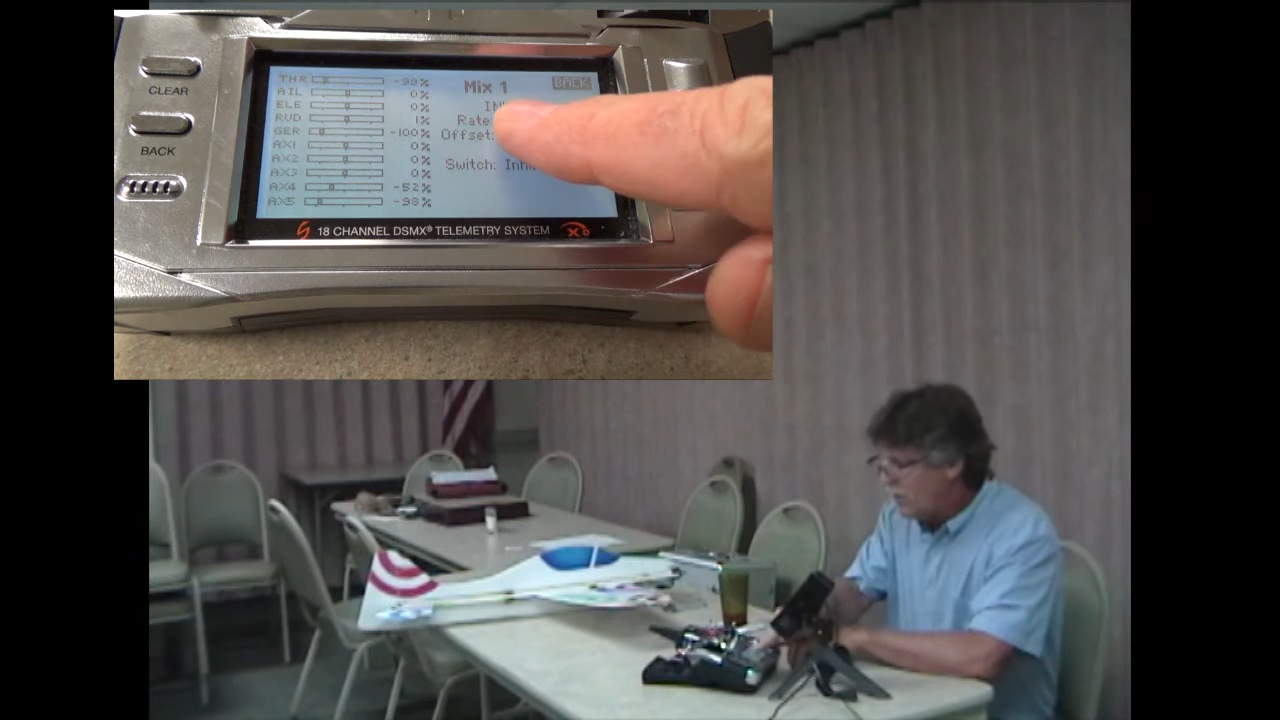 CLEAR
BACK
THR -99%
AIL 0%
ELE 0%
RUD 1%
GER -100%
AX1 0%
AX2 0%
AX3 0%
AX4 -52%
AX5 -98%
Mix 1 BACK
Rate
Offset:
Switch:
18 CHANNEL DSMX® TELEMETRY SYSTEM